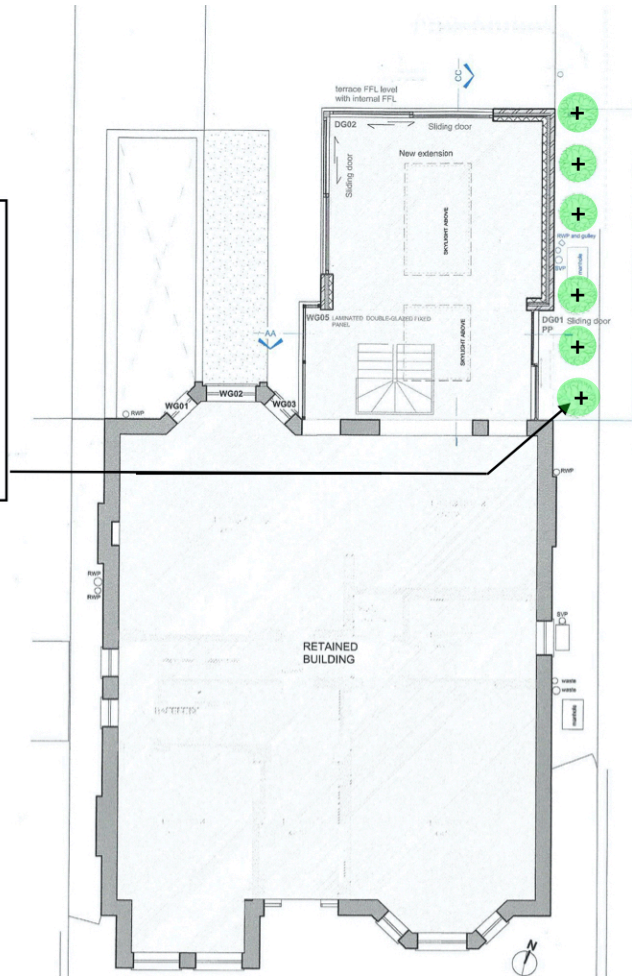 CC
terrace FFL level
with internal FFL
DG02
Sliding door
New extension
Sliding door
SKYLIGHT ABOVE
RWP and gulley
SVP
manhole
WG05 LAMINATED DOUBLE-GLAZED FIXED
PANEL
DG01 Sliding door
PP
SKYLIGHT ABOVE
AA
WG01
WG02
WG03
RWP
RWP
RWP
RWP
SVP
RETAINED
BUILDING
waste
waste
manhole
N